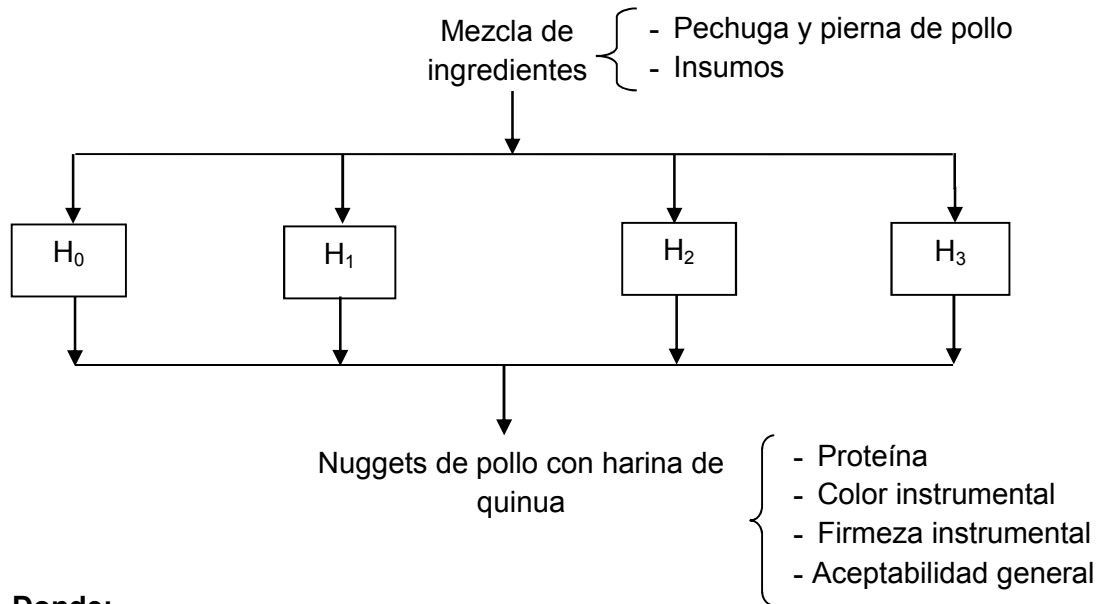 Mezcla de
ingredientes
- Pechuga y pierna de pollo
- Insumos
H₀
H₁
H₂
H₃
Nuggets de pollo con harina de
quinua
- Proteína
- Color instrumental
- Firmeza instrumental
- Aceptabilidad general
Donde: